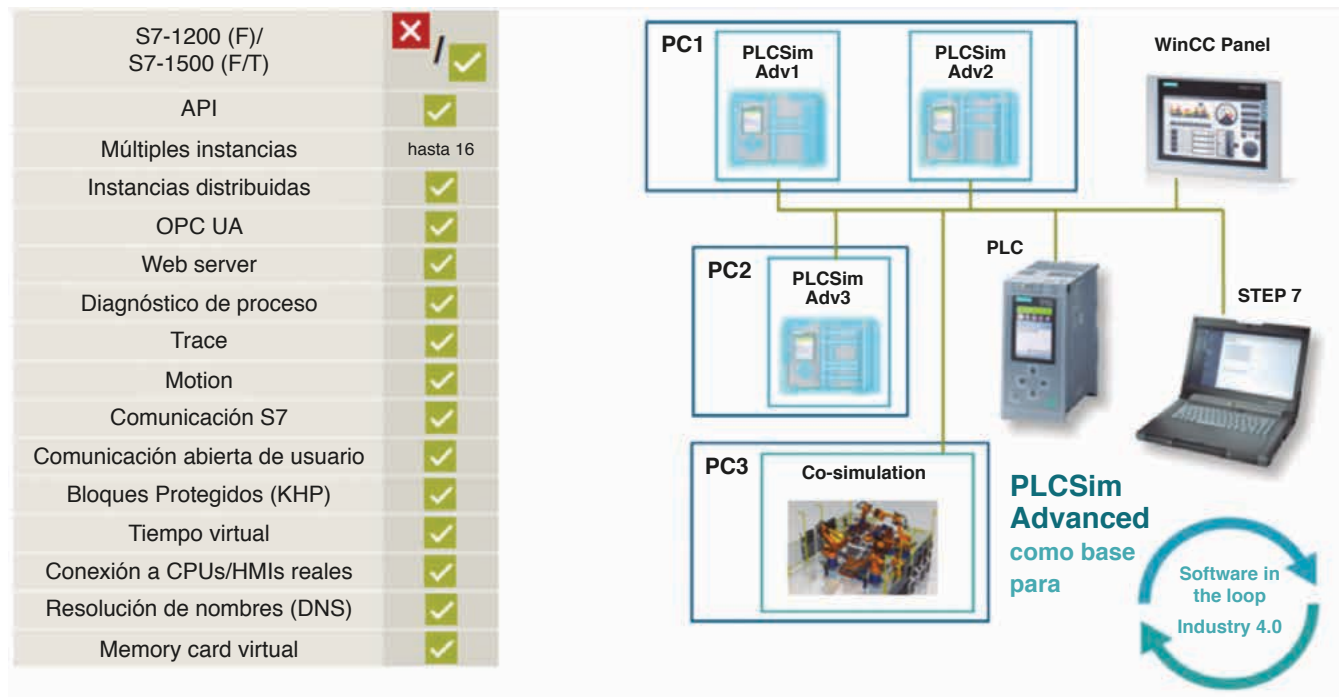 S7-1200 (F)/
S7-1500 (F/T)
/
API
Múltiples instancias
hasta 16
Instancias distribuidas
OPC UA
Web server
Diagnóstico de proceso
Trace
Motion
Comunicación S7
Comunicación abierta de usuario
Bloques Protegidos (KHP)
Tiempo virtual
Conexión a CPUs/HMIs reales
Resolución de nombres (DNS)
Memory card virtual
PC1
PLCSim
Adv1
PLCSim
Adv2
WinCC Panel
PC2
PLCSim
Adv3
PLC
STEP 7
PC3
Co-simulation
PLCSim
Advanced
como base
para
Software in
the loop
Industry 4.0